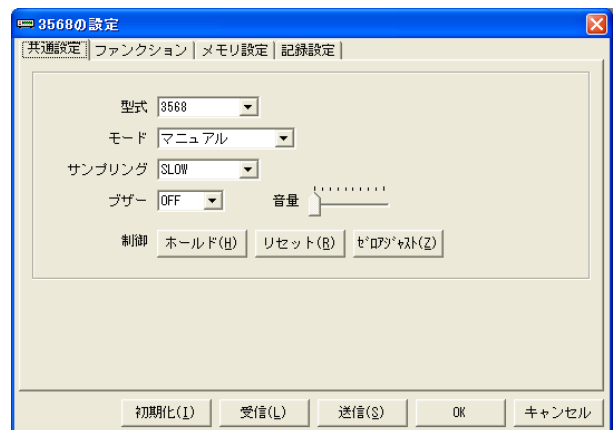 3568の設定
共通設定 ファンクション メモリ設定 記録設定
型式 3568
モード マニュアル
サンプリング SLOW
ブザー OFF 音量
制御 ホールド(H) リセット(R) ｾﾞﾛｱｼﾞｬｽﾄ(Z)
初期化(I) 受信(L) 送信(S) OK キャンセル